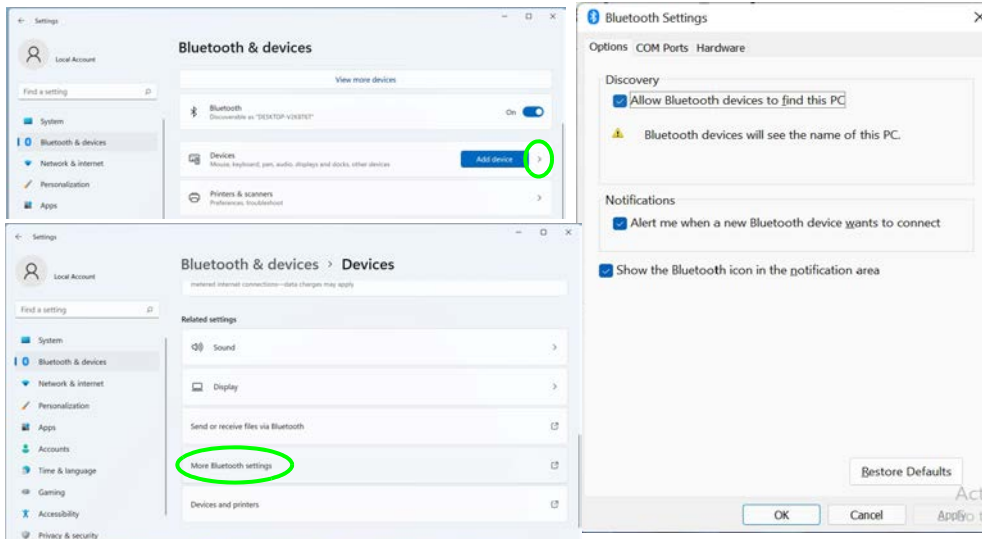 Settings
Local Account
Find a setting
System
Bluetooth & devices
Network & internet
Personalization
Apps
Bluetooth & devices
View more devices
Bluetooth
Discoverable as "DESKTOP-V2K8T6T"
On
Devices
Mouse, keyboard, pen, audio, displays and docks, other devices
Add device
Printers & scanners
Preferences, troubleshoot
Settings
Local Account
Find a setting
System
Bluetooth & devices
Network & internet
Personalization
Apps
Accounts
Time & language
Gaming
Accessibility
Privacy & security
Bluetooth & devices > Devices
metered internet connections—data charges may apply
Related settings
Sound
Display
Send or receive files via Bluetooth
More Bluetooth settings
Devices and printers
Bluetooth Settings
Options COM Ports Hardware
Discovery
Allow Bluetooth devices to find this PC
Bluetooth devices will see the name of this PC.
Notifications
Alert me when a new Bluetooth device wants to connect
Show the Bluetooth icon in the notification area
Restore Defaults
OK Cancel Apply